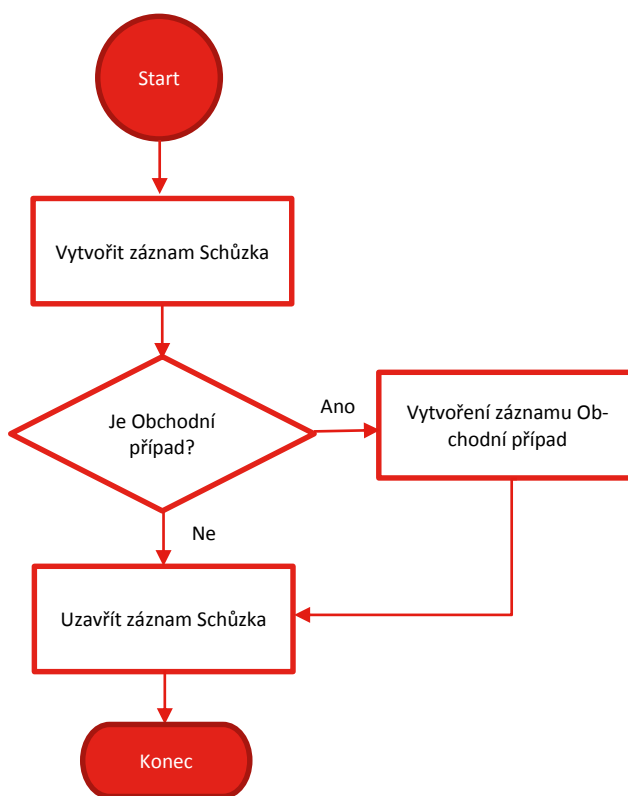 Start
Vytvořit záznam Schůzka
Je Obchodní
případ?
Ano
Vytvoření záznamu Ob-
chodní případ
Ne
Uzavřít záznam Schůzka
Konec